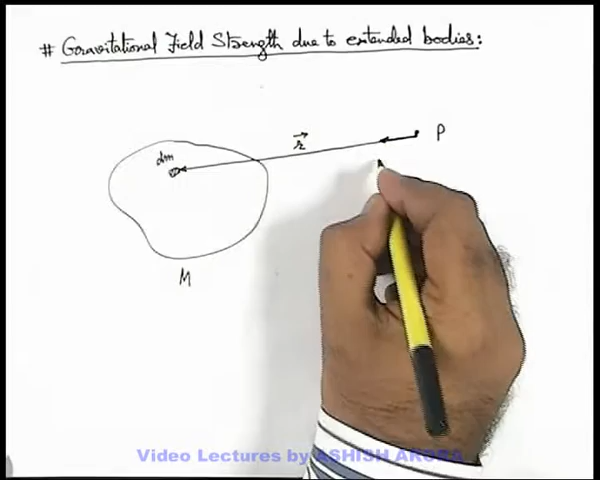 # Gravitational Field Strength due to extended bodies:
P
r
dm
M
Video Lectures by ASHISH ARORA